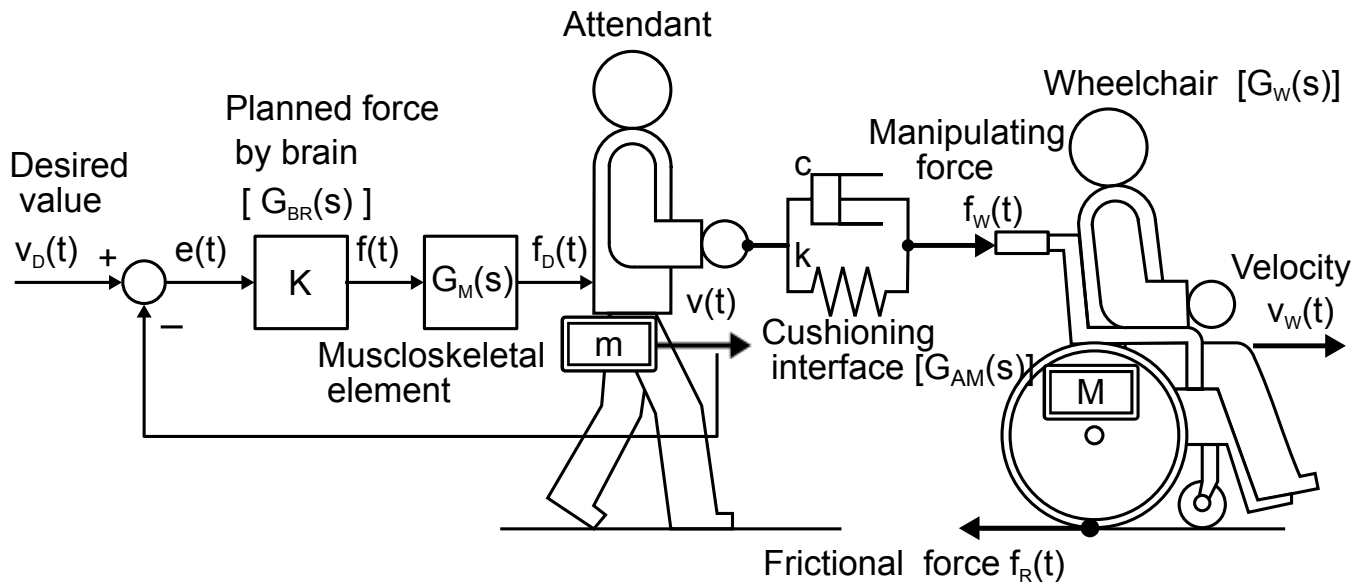 Attendant
Wheelchair [G_W(s)]
Planned force
by brain
[ G_BR(s) ]
Manipulating
force
f_W(t)
Desired
value
v_D(t)
+
−
e(t)
K
f(t)
G_M(s)
f_D(t)
c
k
v(t)
Velocity
v_W(t)
Muscloskeletal
element
m
Cushioning
interface [G_AM(s)]
M
Frictional force f_R(t)